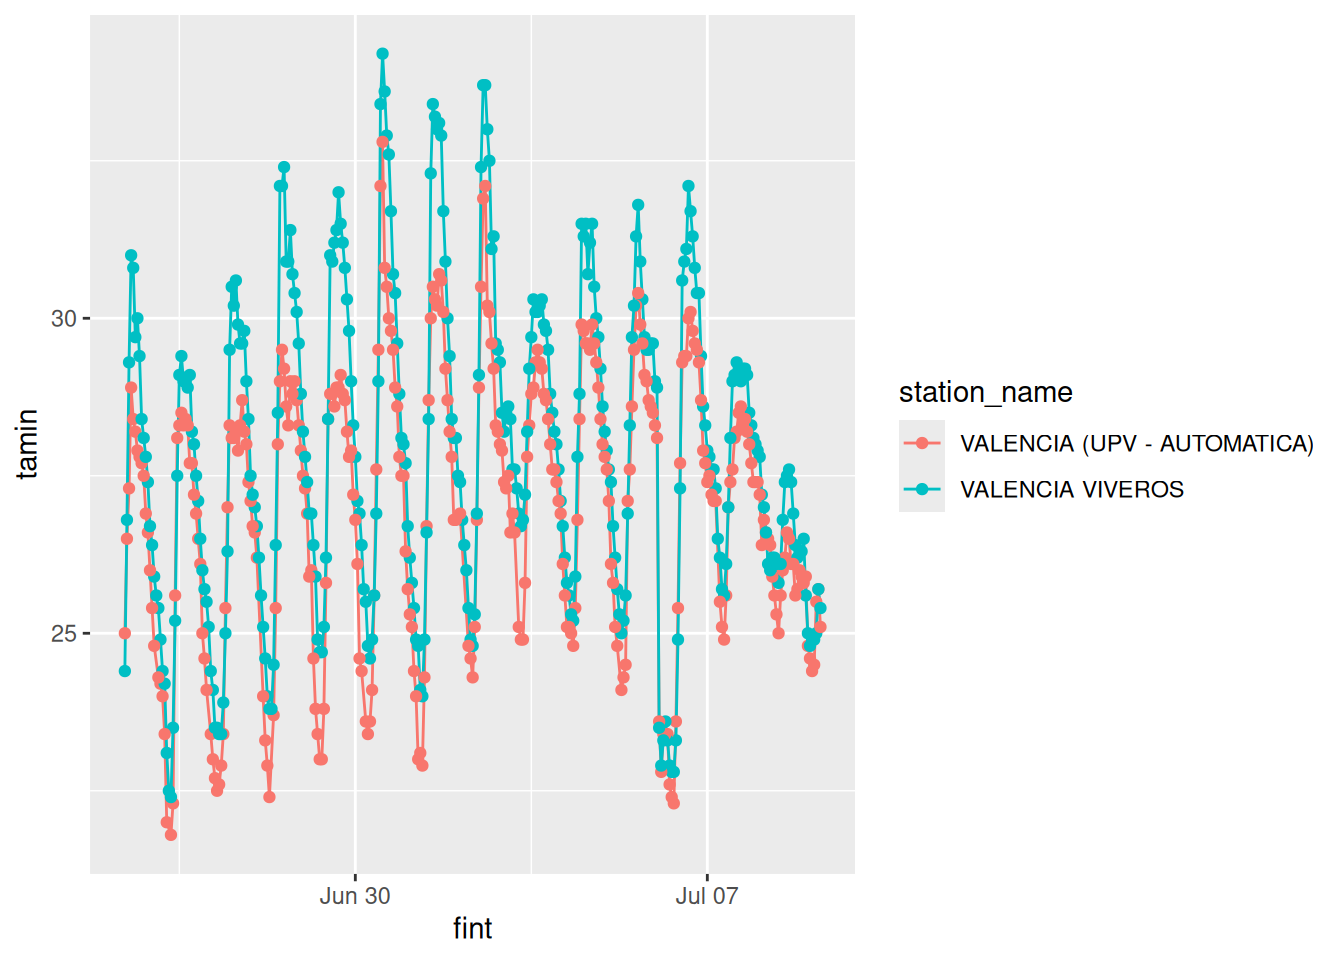 30
25
tamin
Jun 30
Jul 07
fint
station_name
VALENCIA (UPV - AUTOMATICA)
VALENCIA VIVEROS